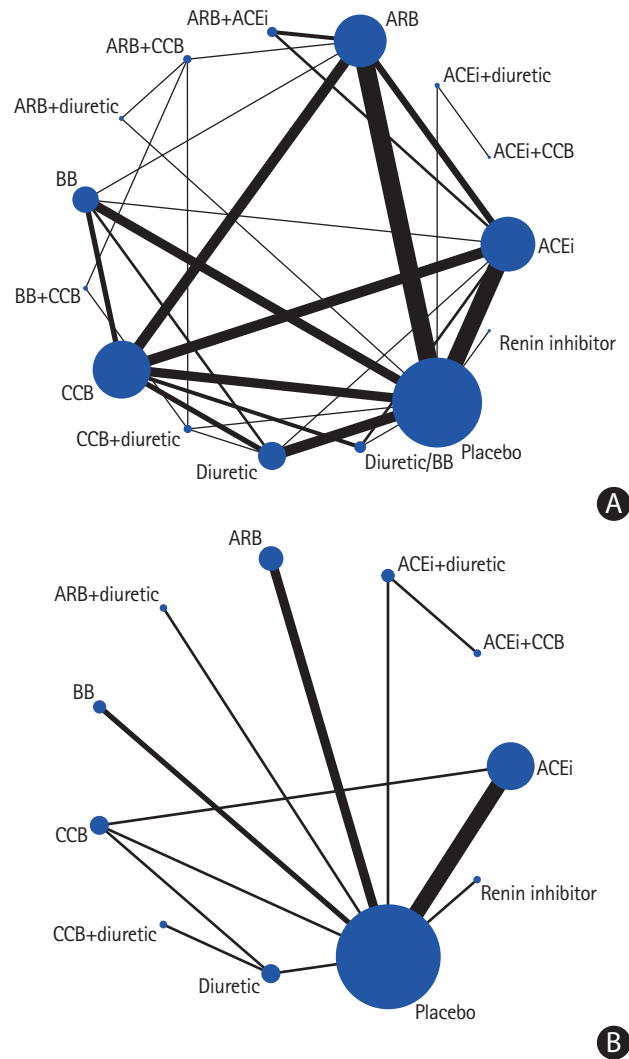 ARB+ACEi
ARB
ARB+CCB
ACEi+diuretic
ARB+diuretic
ACEi+CCB
BB
ACEi
BB+CCB
Renin inhibitor
CCB
CCB+diuretic
Placebo
Diuretic
Diuretic/BB
A
ARB
ACEi+diuretic
ARB+diuretic
ACEi+CCB
BB
ACEi
CCB
Renin inhibitor
CCB+diuretic
Diuretic
Placebo
B